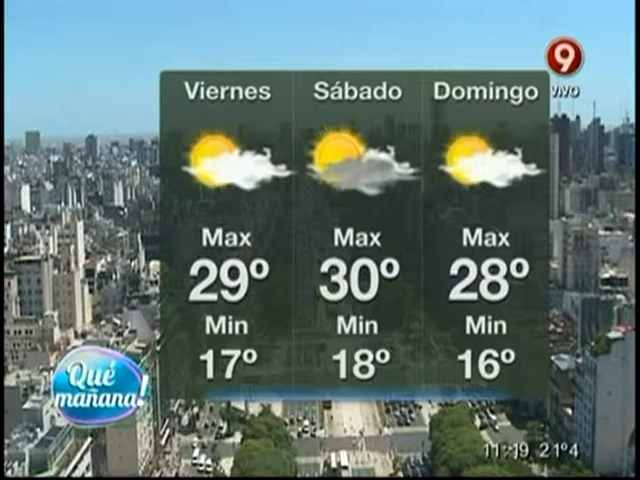 9
VIVO
Viernes Sábado Domingo
Max Max Max
29º 30º 28º
Min Min Min
17º 18º 16º
Qué
mañana!
11:19 21º4